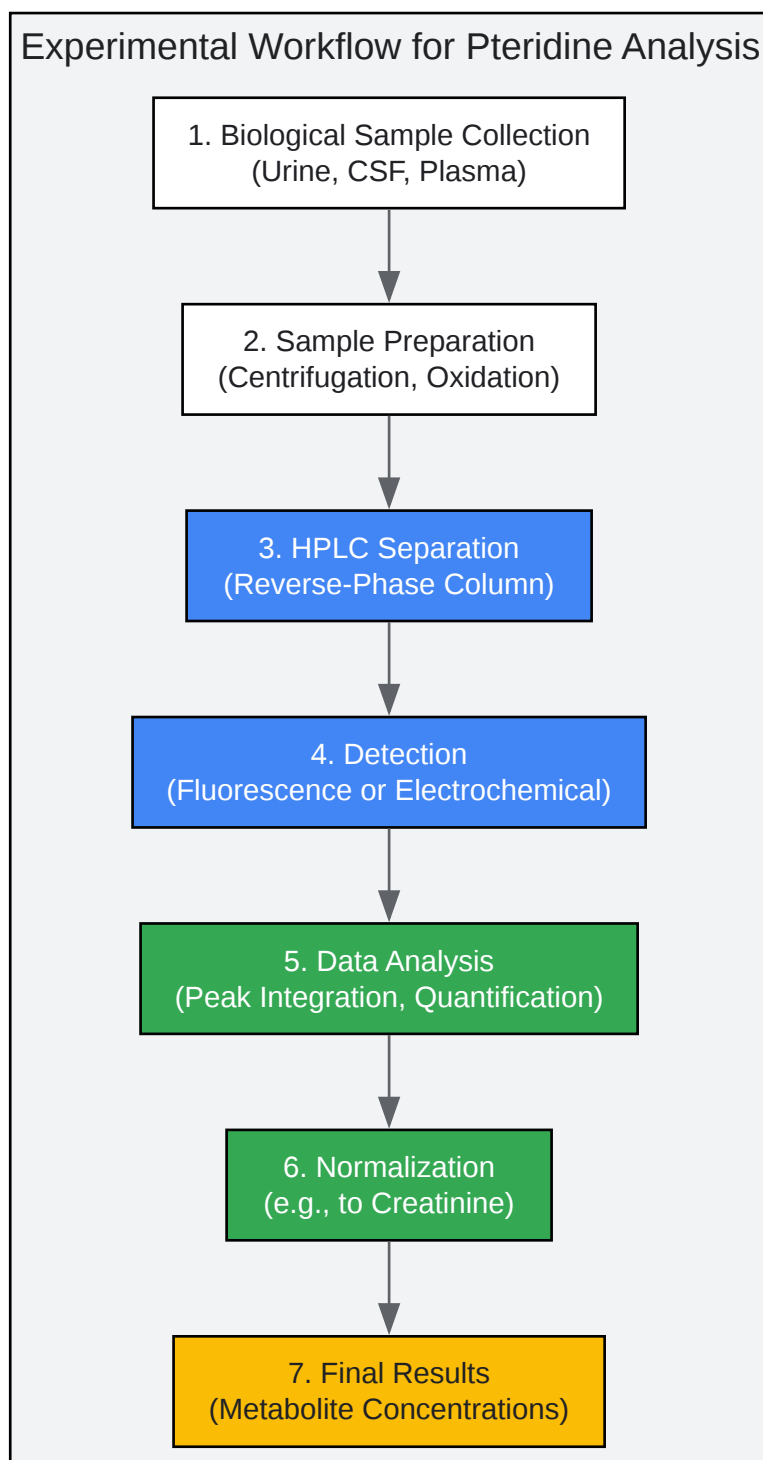 Experimental Workflow for Pteridine Analysis
1. Biological Sample Collection
(Urine, CSF, Plasma)
2. Sample Preparation
(Centrifugation, Oxidation)
3. HPLC Separation
(Reverse-Phase Column)
4. Detection
(Fluorescence or Electrochemical)
5. Data Analysis
(Peak Integration, Quantification)
6. Normalization
(e.g., to Creatinine)
7. Final Results
(Metabolite Concentrations)